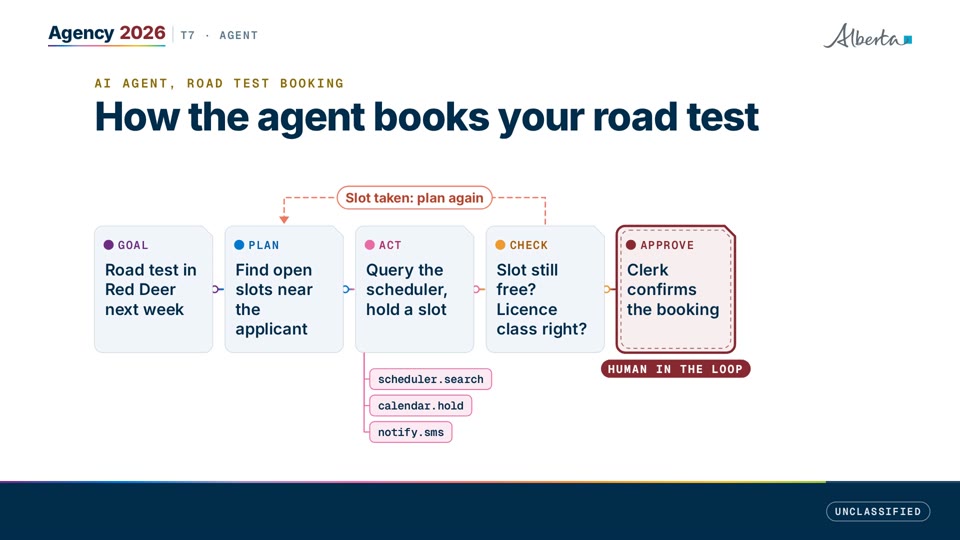 Agency 2026
T7 · AGENT
Alberta
AI AGENT, ROAD TEST BOOKING
How the agent books your road test
Slot taken: plan again
GOAL
Road test in
Red Deer
next week
PLAN
Find open
slots near
the
applicant
ACT
Query the
scheduler,
hold a slot
CHECK
Slot still
free?
Licence
class right?
APPROVE
Clerk
confirms
the booking
HUMAN IN THE LOOP
scheduler.search
calendar.hold
notify.sms
UNCLASSIFIED